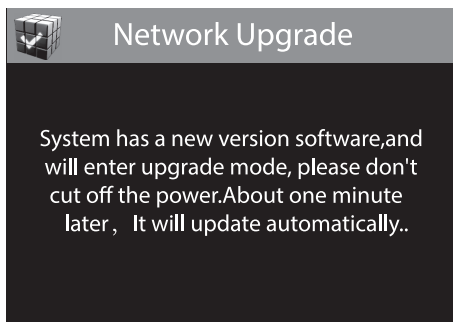 Network Upgrade
System has a new version software,and
will enter upgrade mode, please don't
cut off the power.About one minute
later， It will update automatically..